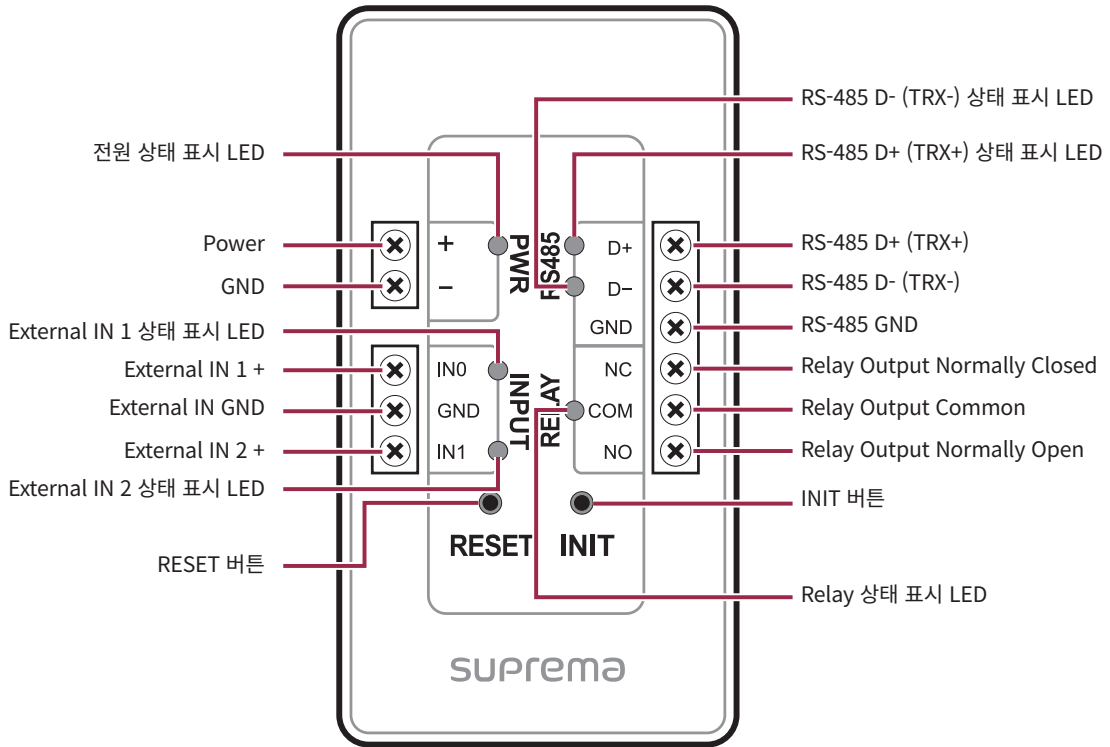 전원 상태 표시 LED
Power
GND
External IN 1 상태 표시 LED
External IN 1 +
External IN GND
External IN 2 +
External IN 2 상태 표시 LED
RESET 버튼
+
−
PWR
IN0
GND
IN1
INPUT
RS485
D+
D−
GND
RELAY
NC
COM
NO
RESET
INIT
suprema
RS-485 D- (TRX-) 상태 표시 LED
RS-485 D+ (TRX+) 상태 표시 LED
RS-485 D+ (TRX+)
RS-485 D- (TRX-)
RS-485 GND
Relay Output Normally Closed
Relay Output Common
Relay Output Normally Open
INIT 버튼
Relay 상태 표시 LED